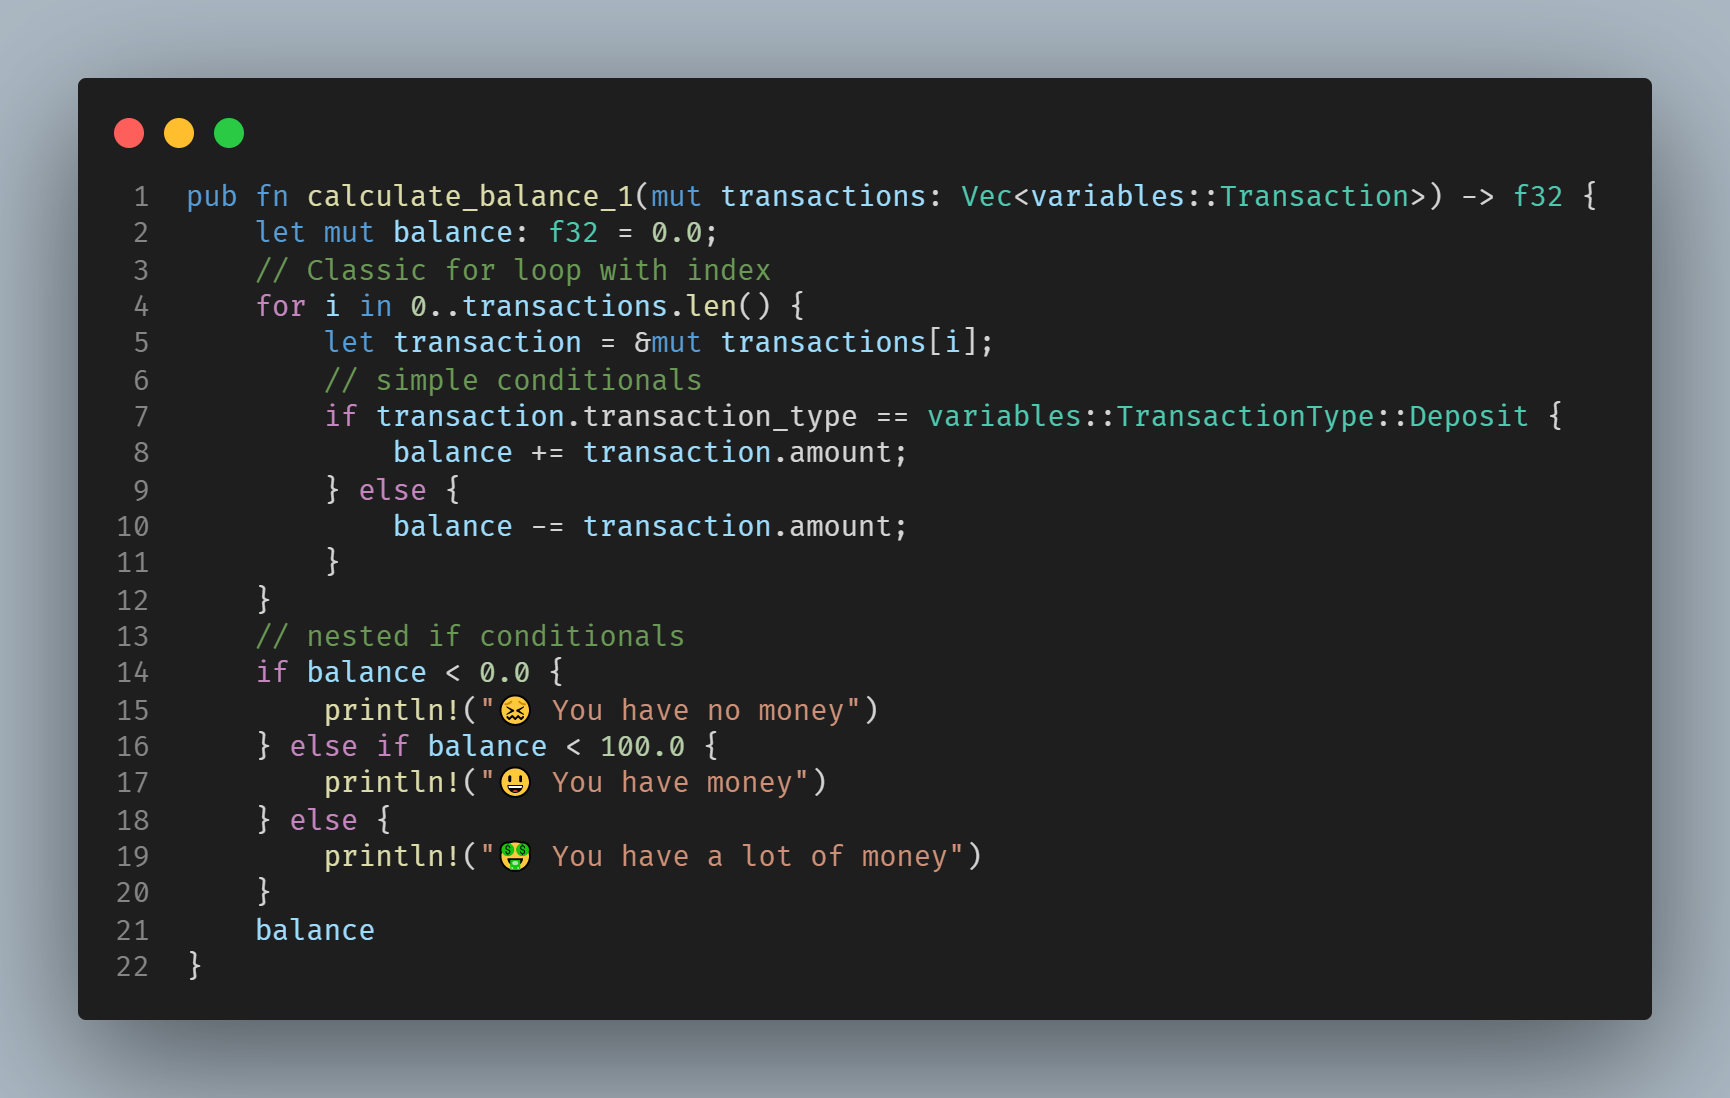 1 pub fn calculate_balance_1(mut transactions: Vec<variables::Transaction>) -> f32 {
2     let mut balance: f32 = 0.0;
3     // Classic for loop with index
4     for i in 0..transactions.len() {
5         let transaction = &mut transactions[i];
6         // simple conditionals
7         if transaction.transaction_type == variables::TransactionType::Deposit {
8             balance += transaction.amount;
9         } else {
10             balance -= transaction.amount;
11         }
12     }
13     // nested if conditionals
14     if balance < 0.0 {
15         println!("😖 You have no money")
16     } else if balance < 100.0 {
17         println!("😀 You have money")
18     } else {
19         println!("🤑 You have a lot of money")
20     }
21     balance
22 }